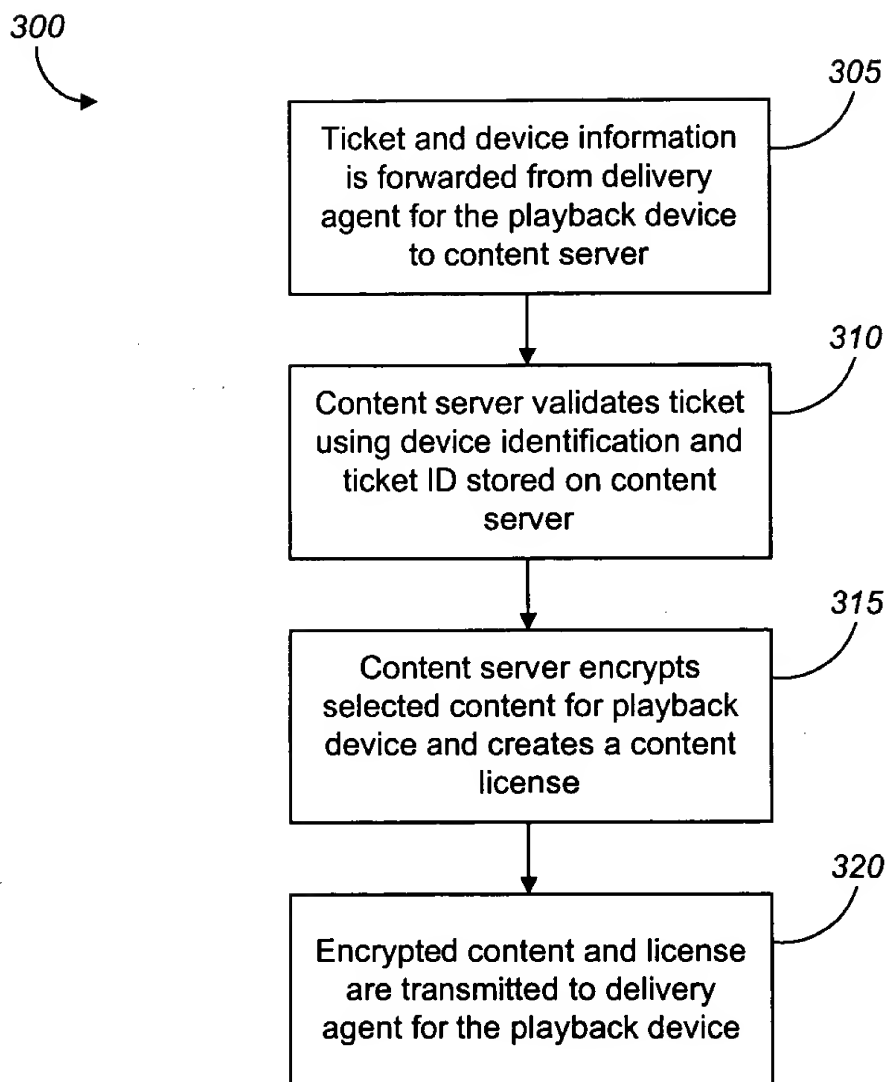 300
305
Ticket and device information
is forwarded from delivery
agent for the playback device
to content server
310
Content server validates ticket
using device identification and
ticket ID stored on content
server
315
Content server encrypts
selected content for playback
device and creates a content
license
320
Encrypted content and license
are transmitted to delivery
agent for the playback device